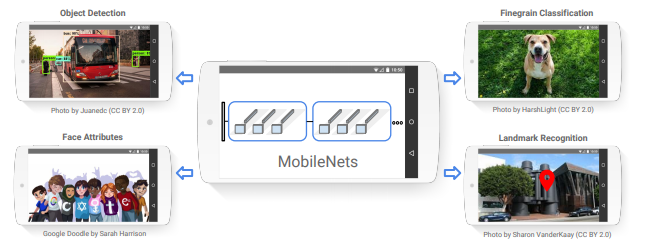 Object Detection
Finegrain Classification
Photo by Juanedc (CC BY 2.0)
Photo by HarshLight (CC BY 2.0)
MobileNets
Face Attributes
Landmark Recognition
Google Doodle by Sarah Harrison
Photo by Sharon VanderKaay (CC BY 2.0)